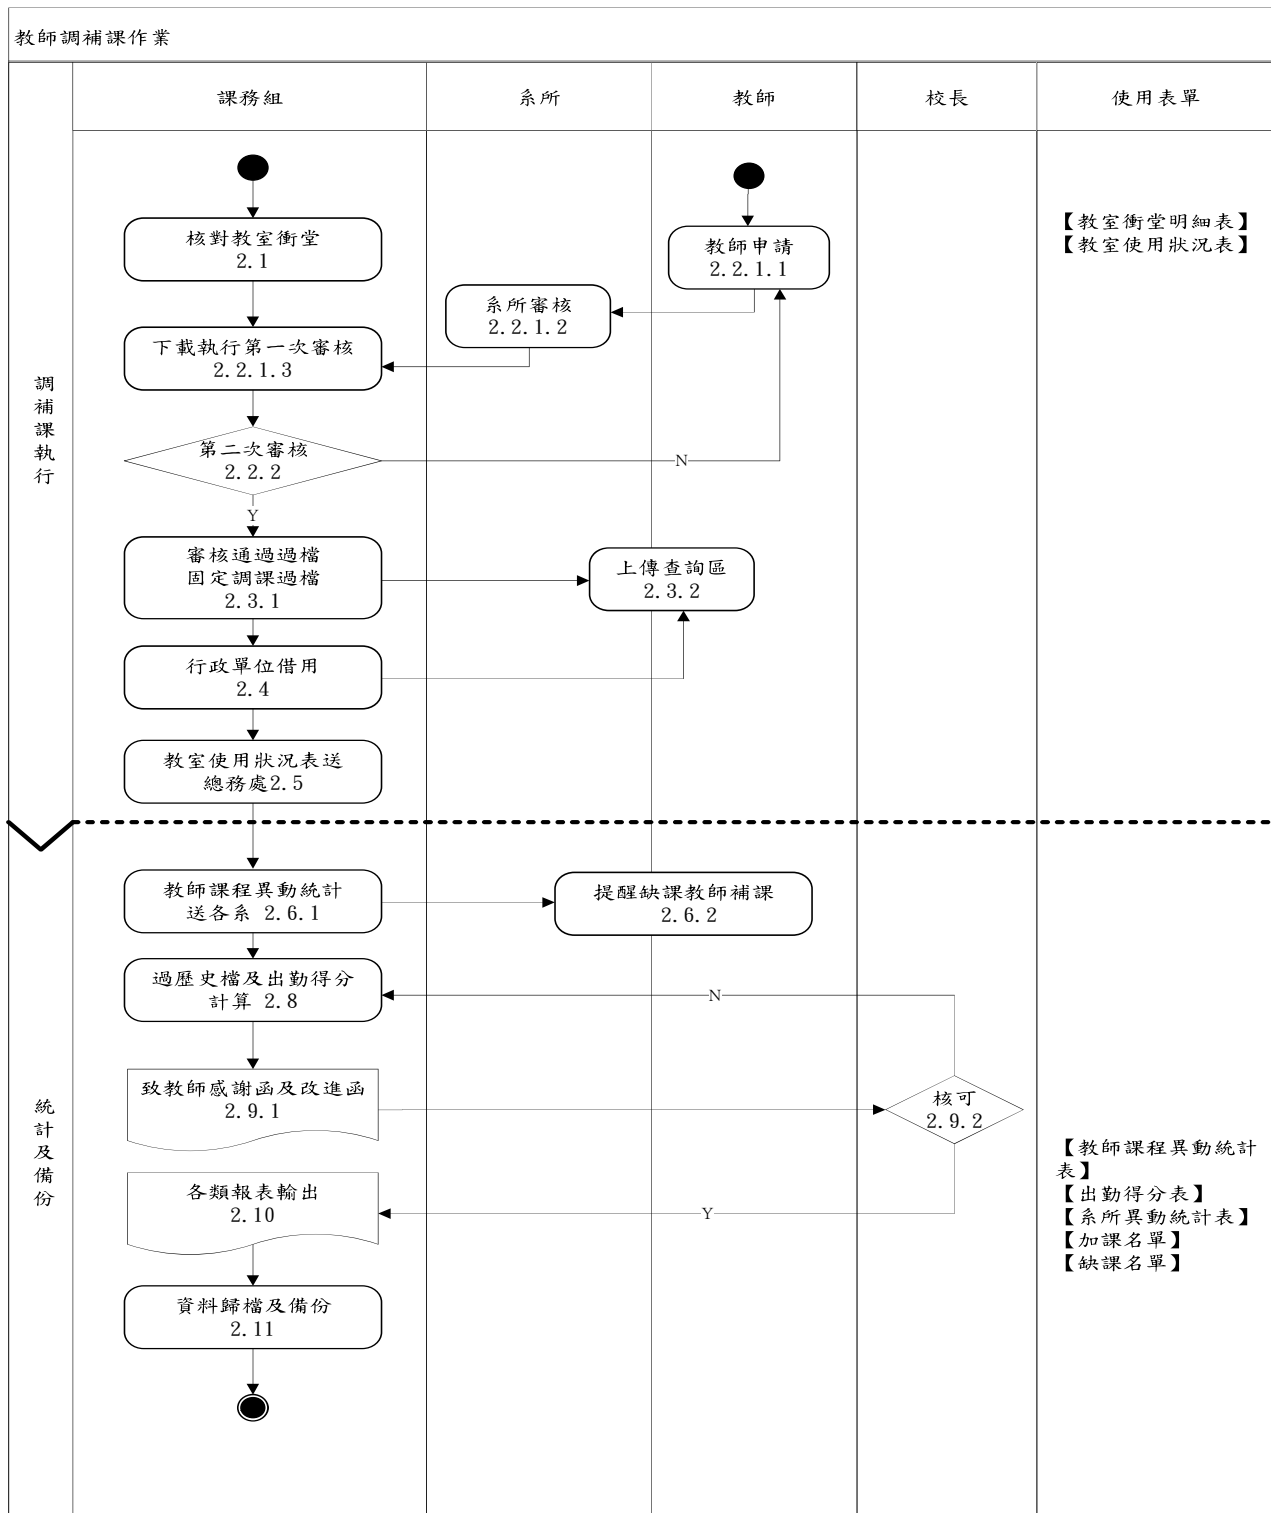 教師調補課作業
課務組
系所
教師
校長
使用表單
調
補
課
執
行
核對教室衝堂
2.1
教師申請
2.2.1.1
【教室衝堂明細表】
【教室使用狀況表】
系所審核
2.2.1.2
下載執行第一次審核
2.2.1.3
第二次審核
2.2.2
N
Y
審核通過過檔
固定調課過檔
2.3.1
上傳查詢區
2.3.2
行政單位借用
2.4
教室使用狀況表送
總務處2.5
統
計
及
備
份
教師課程異動統計
送各系 2.6.1
提醒缺課教師補課
2.6.2
過歷史檔及出勤得分
計算 2.8
N
致教師感謝函及改進函
2.9.1
核可
2.9.2
各類報表輸出
2.10
Y
【教師課程異動統計
表】
【出勤得分表】
【系所異動統計表】
【加課名單】
【缺課名單】
資料歸檔及備份
2.11